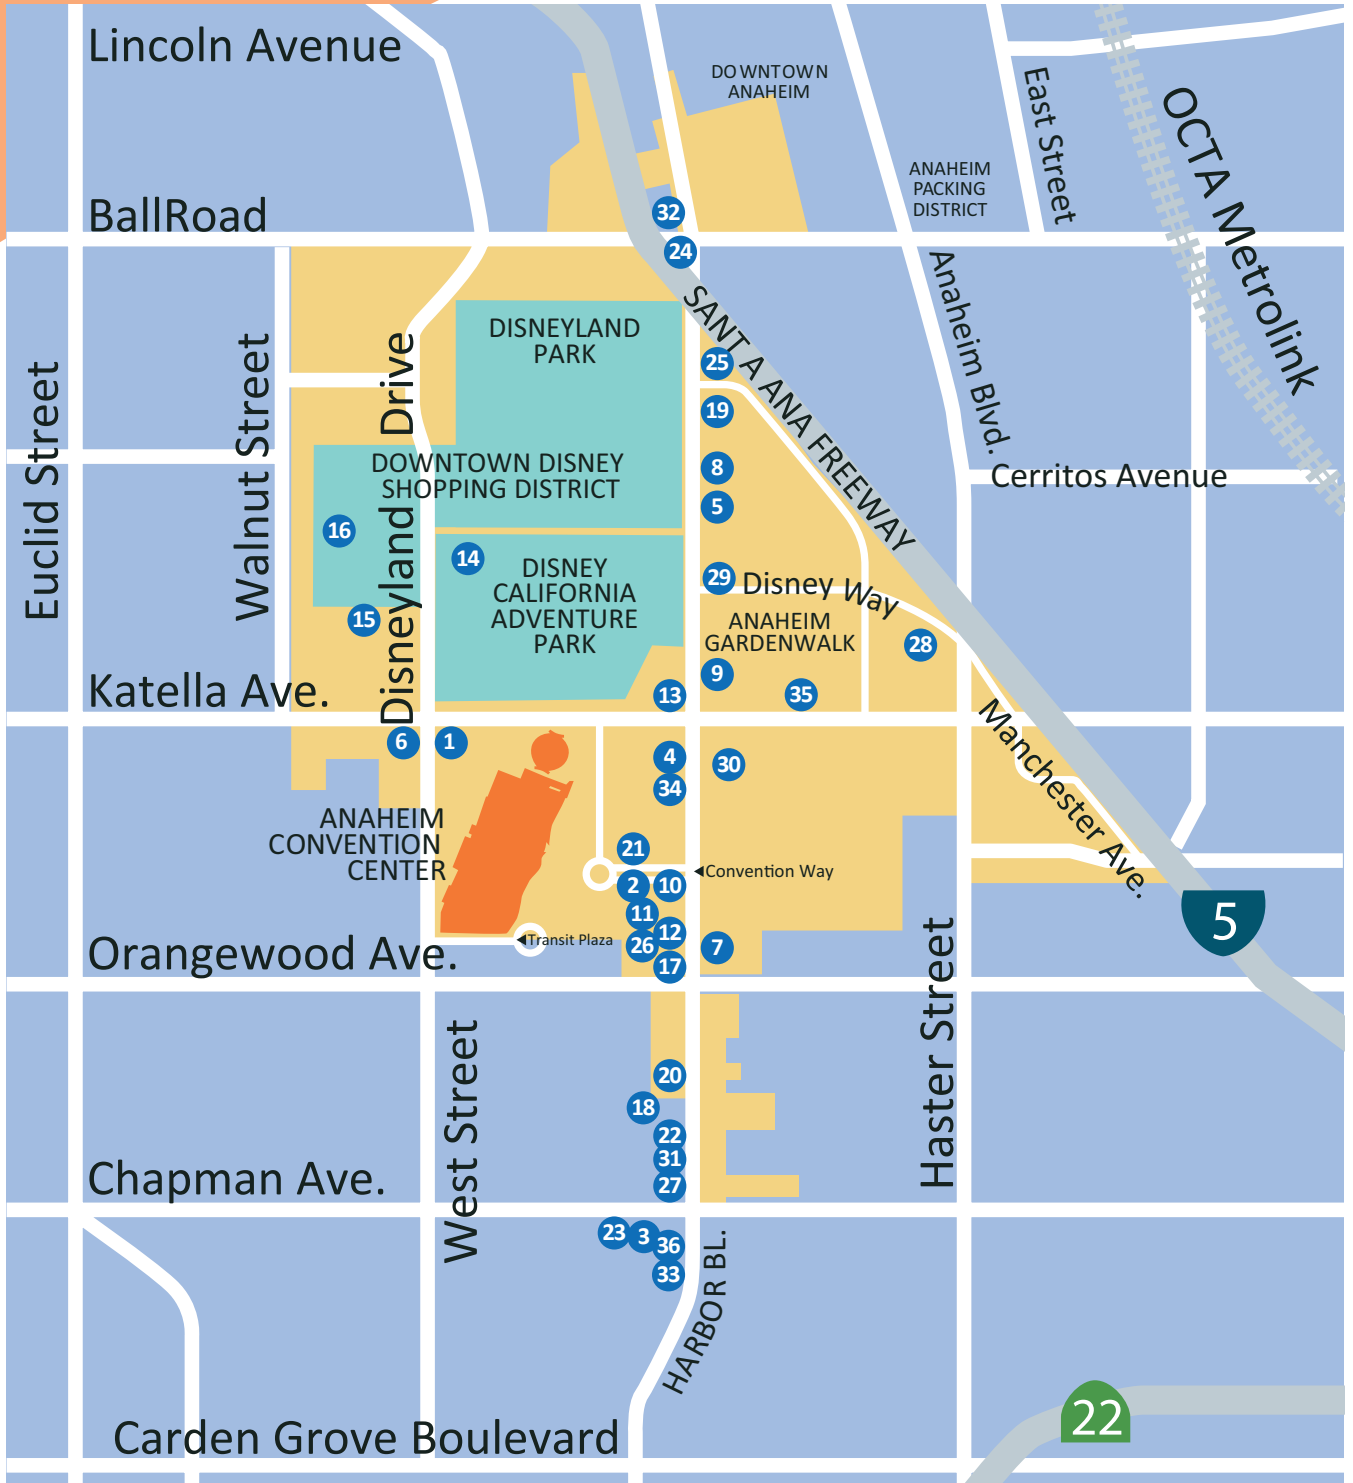 Lincoln Avenue
DOWNTOWN
ANAHEIM
East Street
OCTA Metrolink
ANAHEIM
PACKING
DISTRICT
BallRoad
32
24
Anaheim Blvd.
SANTA ANA FREEWAY
DISNEYLAND
PARK
25
19
Euclid Street
Walnut Street
Disneyland Drive
DOWNTOWN DISNEY
SHOPPING DISTRICT
8
5
Cerritos Avenue
16
14
DISNEY
CALIFORNIA
ADVENTURE
PARK
29
Disney Way
15
ANAHEIM
GARDENWALK
28
9
13
35
Katella Ave.
Manchester Ave.
6
1
4
30
34
ANAHEIM
CONVENTION
CENTER
21
Convention Way
2
10
11
12
26
7
17
Transit Plaza
5
Orangewood Ave.
Haster Street
West Street
20
18
22
31
27
Chapman Ave.
23
3
36
33
HARBOR BL.
22
Carden Grove Boulevard